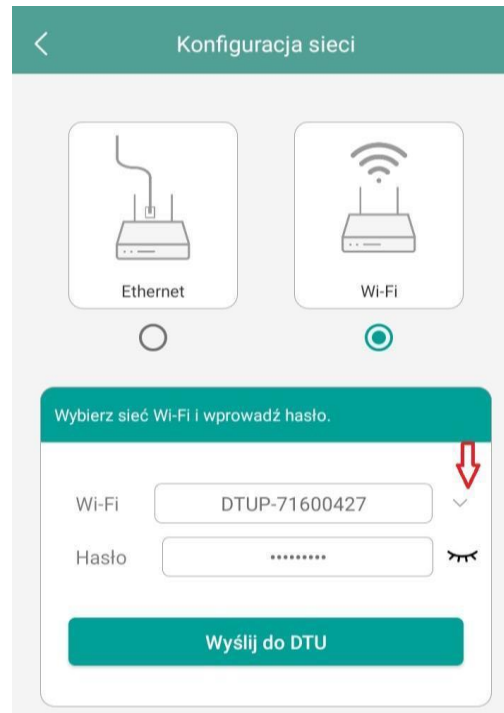 Konfiguracja sieci
Ethernet
Wi-Fi
Wybierz sieć Wi-Fi i wprowadź hasło.
Wi-Fi
DTUP-71600427
Hasło
•••••••••
Wyślij do DTU